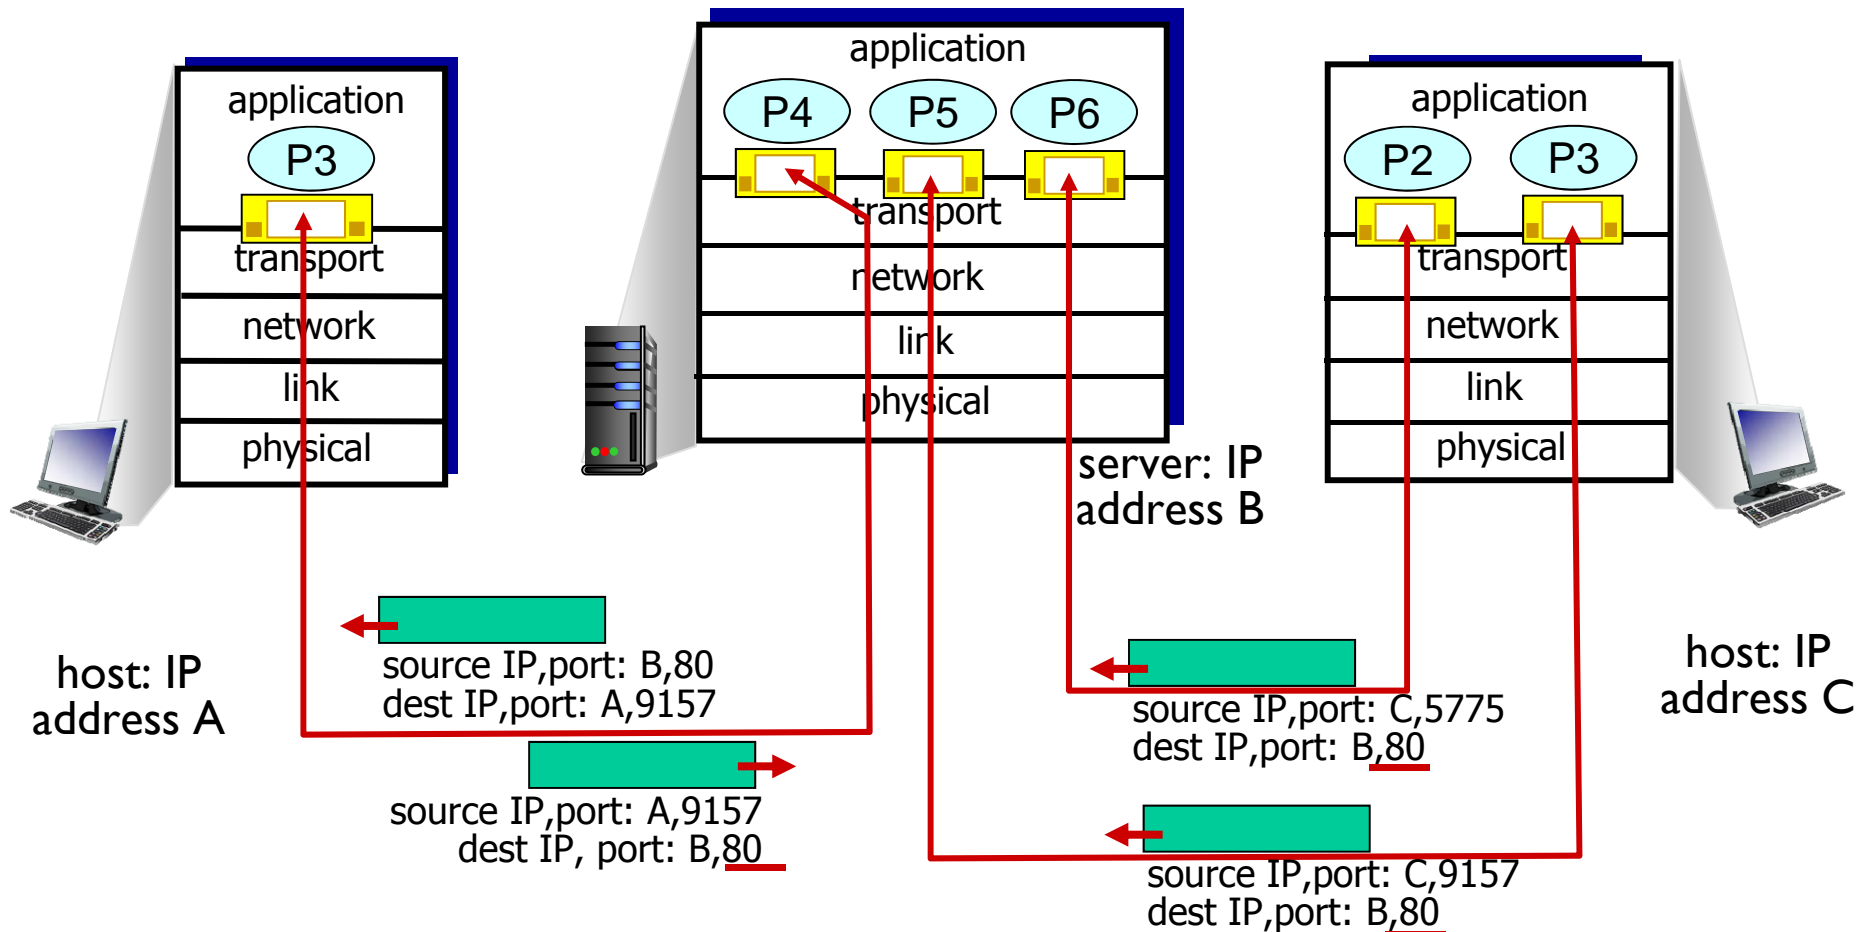 application
P3
transport
network
link
physical
host: IP
address A
application
P4
P5
P6
transport
network
link
physical
server: IP
address B
application
P2
P3
transport
network
link
physical
host: IP
address C
source IP,port: B,80
dest IP,port: A,9157
source IP,port: A,9157
dest IP, port: B,80
source IP,port: C,5775
dest IP,port: B,80
source IP,port: C,9157
dest IP,port: B,80